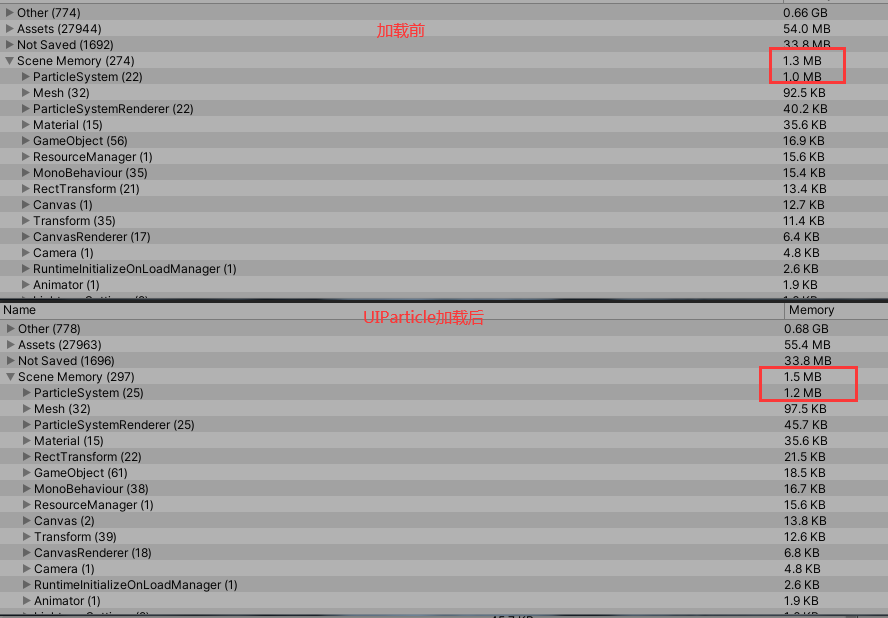 Other (774) 0.66 GB
Assets (27944) 54.0 MB
加载前
Not Saved (1692) 33.8 MB
Scene Memory (274) 1.3 MB
ParticleSystem (22) 1.0 MB
Mesh (32) 92.5 KB
ParticleSystemRenderer (22) 40.2 KB
Material (15) 35.6 KB
GameObject (56) 16.9 KB
ResourceManager (1) 15.6 KB
MonoBehaviour (35) 15.4 KB
RectTransform (21) 13.4 KB
Canvas (1) 12.7 KB
Transform (35) 11.4 KB
CanvasRenderer (17) 6.4 KB
Camera (1) 4.8 KB
RuntimeInitializeOnLoadManager (1) 2.6 KB
Animator (1) 1.9 KB
Name Memory
UIParticle加载后
Other (778) 0.68 GB
Assets (27963) 55.4 MB
Not Saved (1696) 33.8 MB
Scene Memory (297) 1.5 MB
ParticleSystem (25) 1.2 MB
Mesh (32) 97.5 KB
ParticleSystemRenderer (25) 45.7 KB
Material (15) 35.6 KB
RectTransform (22) 21.5 KB
GameObject (61) 18.5 KB
MonoBehaviour (38) 16.7 KB
ResourceManager (1) 15.6 KB
Canvas (2) 13.8 KB
Transform (39) 12.6 KB
CanvasRenderer (18) 6.8 KB
Camera (1) 4.8 KB
RuntimeInitializeOnLoadManager (1) 2.6 KB
Animator (1) 1.9 KB